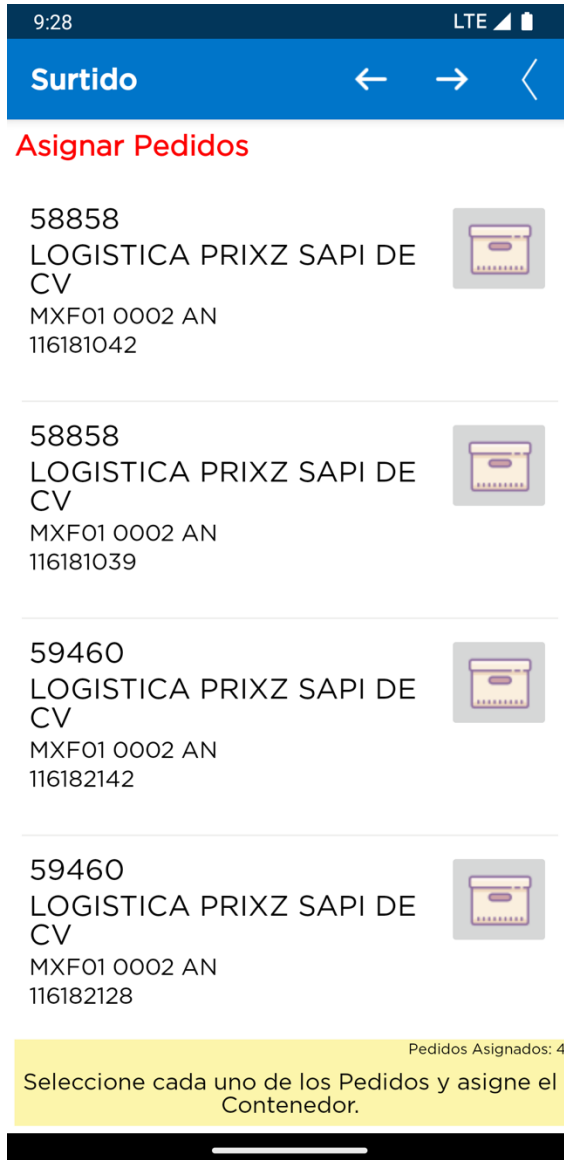 9:28
LTE
Surtido
Asignar Pedidos
58858
LOGISTICA PRIXZ SAPI DE
CV
MXF01 0002 AN
116181042
58858
LOGISTICA PRIXZ SAPI DE
CV
MXF01 0002 AN
116181039
59460
LOGISTICA PRIXZ SAPI DE
CV
MXF01 0002 AN
116182142
59460
LOGISTICA PRIXZ SAPI DE
CV
MXF01 0002 AN
116182128
Pedidos Asignados: 4
Seleccione cada uno de los Pedidos y asigne el
Contenedor.